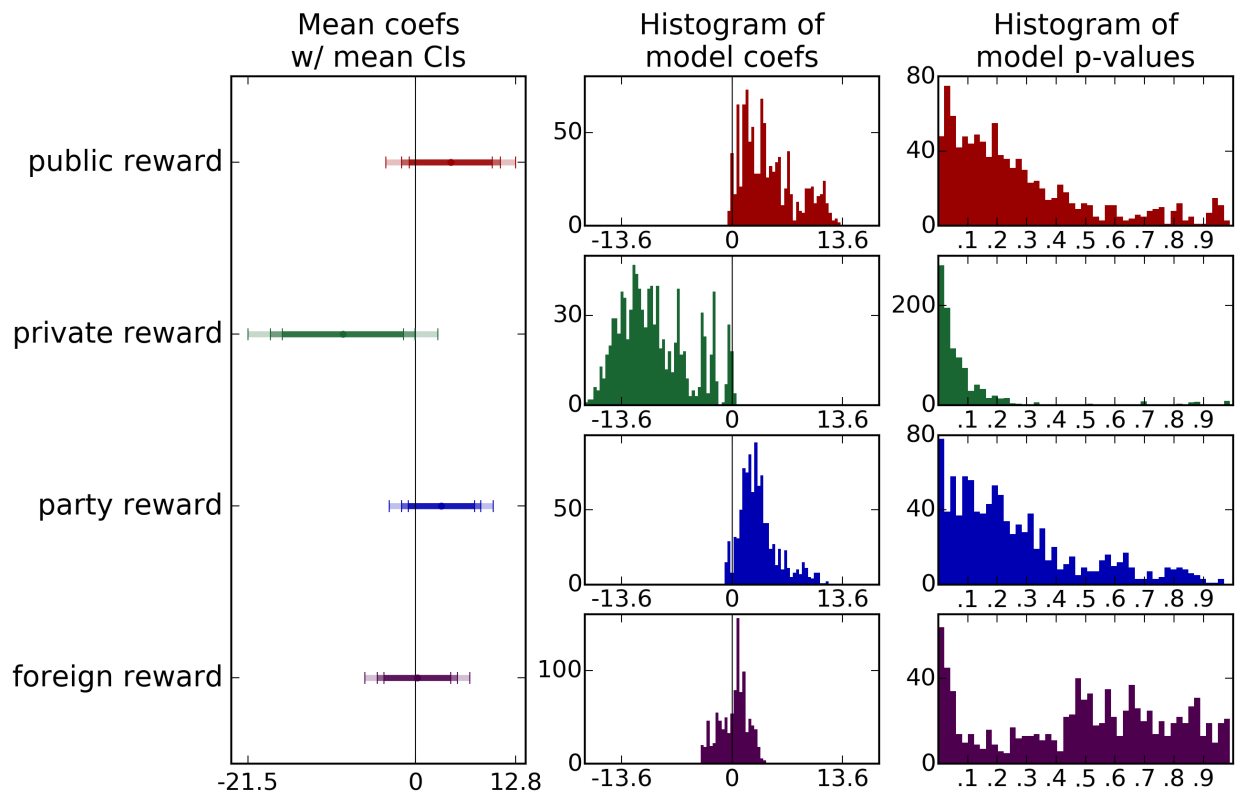 Mean coefs
w/ mean CIs
Histogram of
model coefs
Histogram of
model p-values
public reward
50
0
-13.6 0 13.6
80
40
0
.1 .2 .3 .4 .5 .6 .7 .8 .9
private reward
30
0
-13.6 0 13.6
200
0
.1 .2 .3 .4 .5 .6 .7 .8 .9
party reward
50
0
-13.6 0 13.6
80
40
0
.1 .2 .3 .4 .5 .6 .7 .8 .9
foreign reward
100
0
-13.6 0 13.6
40
0
.1 .2 .3 .4 .5 .6 .7 .8 .9
-21.5 0 12.8